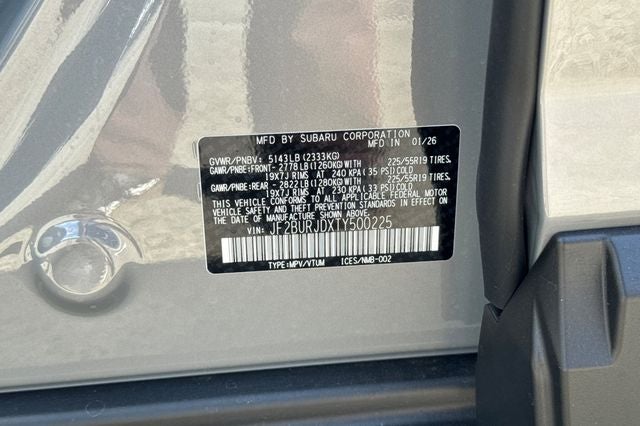 MFD BY SUBARU CORPORATION
MFD IN 01/26
GVWR/PNBV: 5143LB (2333KG)
GAWR/PNBE:FRONT-2778LB(1260KG)WITH 225/55R19 TIRES,
19X7J RIMS AT 240 KPA(35 PSI)COLD
GAWR/PNBE:REAR -2822LB(1280KG)WITH 225/55R19 TIRES,
19X7J RIMS AT 230 KPA(33 PSI)COLD
THIS VEHICLE CONFORMS TO ALL APPLICABLE FEDERAL MOTOR
VEHICLE SAFETY AND BUMPER STANDARDS IN EFFECT ON
THE DATE OF MANUFACTURE SHOWN ABOVE.
VIN: JF2BURJDXTY500225
TYPE:MPV/VTUM ICES/NMB-002